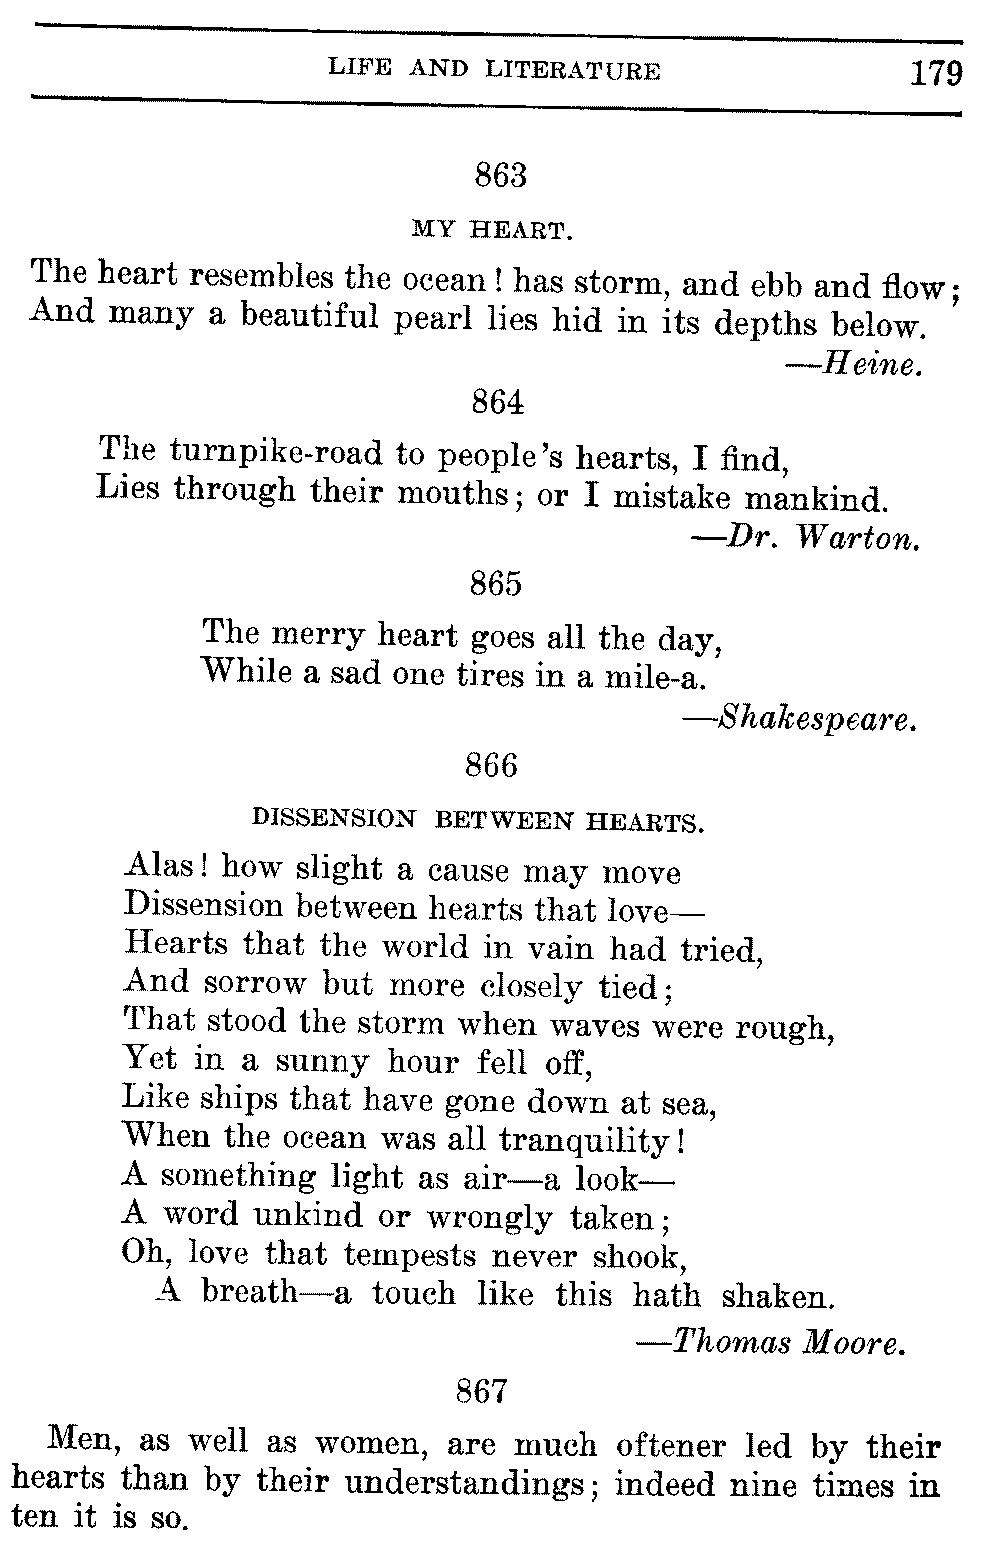 LIFE AND LITERATURE 179
863
MY HEART.
The heart resembles the ocean! has storm, and ebb and flow;
And many a beautiful pearl lies hid in its depths below.
—Heine.
864
The turnpike-road to people's hearts, I find,
Lies through their mouths; or I mistake mankind.
—Dr. Warton.
865
The merry heart goes all the day,
While a sad one tires in a mile-a.
—Shakespeare.
866
DISSENSION BETWEEN HEARTS.
Alas! how slight a cause may move
Dissension between hearts that love—
Hearts that the world in vain had tried,
And sorrow but more closely tied;
That stood the storm when waves were rough,
Yet in a sunny hour fell off,
Like ships that have gone down at sea,
When the ocean was all tranquility!
A something light as air—a look—
A word unkind or wrongly taken;
Oh, love that tempests never shook,
A breath—a touch like this hath shaken.
—Thomas Moore.
867
Men, as well as women, are much oftener led by their
hearts than by their understandings; indeed nine times in
ten it is so.